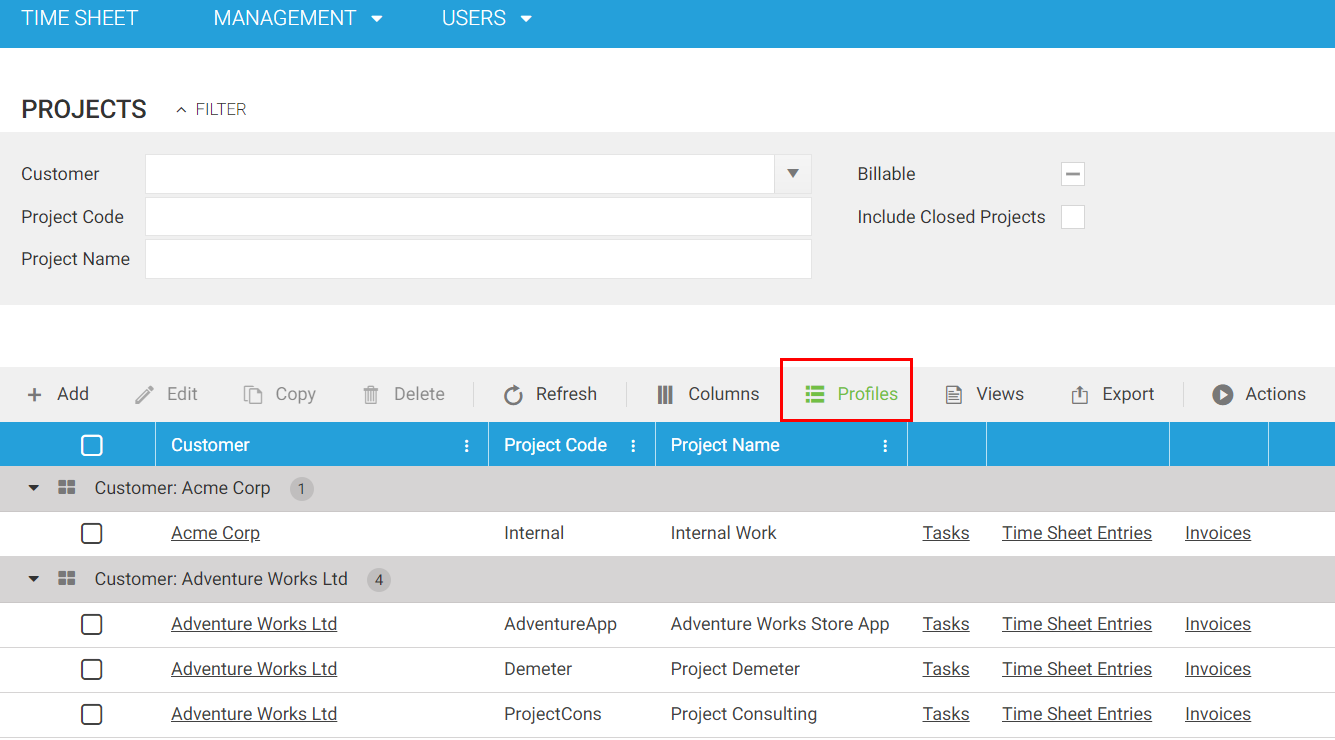 TIME SHEET MANAGEMENT USERS
PROJECTS FILTER
Customer Billable
Project Code Include Closed Projects
Project Name
Add Edit Copy Delete Refresh Columns Profiles Views Export Actions
Customer Project Code Project Name
Customer: Acme Corp 1
Acme Corp Internal Internal Work Tasks Time Sheet Entries Invoices
Customer: Adventure Works Ltd 4
Adventure Works Ltd AdventureApp Adventure Works Store App Tasks Time Sheet Entries Invoices
Adventure Works Ltd Demeter Project Demeter Tasks Time Sheet Entries Invoices
Adventure Works Ltd ProjectCons Project Consulting Tasks Time Sheet Entries Invoices